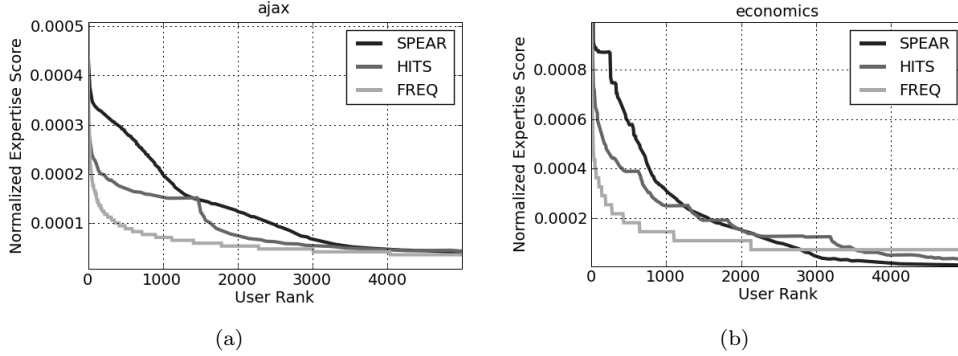 ajax
0.0005
0.0004
0.0003
0.0002
0.0001
Normalized Expertise Score
SPEAR
HITS
FREQ
0 1000 2000 3000 4000
User Rank
(a)
economics
0.0008
0.0006
0.0004
0.0002
Normalized Expertise Score
SPEAR
HITS
FREQ
0 1000 2000 3000 4000
User Rank
(b)